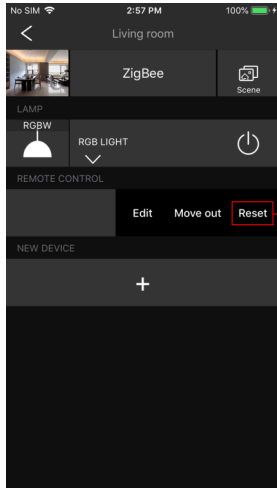 No SIM 2:57 PM 100%
Living room
ZigBee
Scene
LAMP
RGBW
RGB LIGHT
REMOTE CONTROL
Edit Move out Reset
NEW DEVICE
+